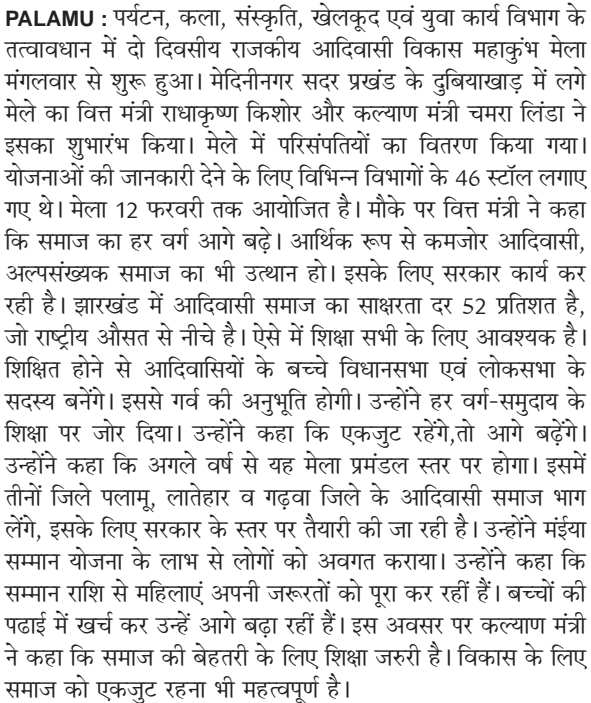 PALAMU : पर्यटन, कला, संस्कृति, खेलकूद एवं युवा कार्य विभाग के
तत्वावधान में दो दिवसीय राजकीय आदिवासी विकास महाकुंभ मेला
मंगलवार से शुरू हुआ। मेदिनीनगर सदर प्रखंड के दुबियाखाड़ में लगे
मेले का वित्त मंत्री राधाकृष्ण किशोर और कल्याण मंत्री चमरा लिंडा ने
इसका शुभारंभ किया। मेले में परिसंपतियों का वितरण किया गया।
योजनाओं की जानकारी देने के लिए विभिन्न विभागों के 46 स्टॉल लगाए
गए थे। मेला 12 फरवरी तक आयोजित है। मौके पर वित्त मंत्री ने कहा
कि समाज का हर वर्ग आगे बढ़े। आर्थिक रूप से कमजोर आदिवासी,
अल्पसंख्यक समाज का भी उत्थान हो। इसके लिए सरकार कार्य कर
रही है। झारखंड में आदिवासी समाज का साक्षरता दर 52 प्रतिशत है,
जो राष्ट्रीय औसत से नीचे है। ऐसे में शिक्षा सभी के लिए आवश्यक है।
शिक्षित होने से आदिवासियों के बच्चे विधानसभा एवं लोकसभा के
सदस्य बनेंगे। इससे गर्व की अनुभूति होगी। उन्होंने हर वर्ग-समुदाय के
शिक्षा पर जोर दिया। उन्होंने कहा कि एकजुट रहेंगे,तो आगे बढ़ेंगे।
उन्होंने कहा कि अगले वर्ष से यह मेला प्रमंडल स्तर पर होगा। इसमें
तीनों जिले पलामू, लातेहार व गढ़वा जिले के आदिवासी समाज भाग
लेंगे, इसके लिए सरकार के स्तर पर तैयारी की जा रही है। उन्होंने मंईया
सम्मान योजना के लाभ से लोगों को अवगत कराया। उन्होंने कहा कि
सम्मान राशि से महिलाएं अपनी जरूरतों को पूरा कर रहीं हैं। बच्चों की
पढाई में खर्च कर उन्हें आगे बढ़ा रहीं हैं। इस अवसर पर कल्याण मंत्री
ने कहा कि समाज की बेहतरी के लिए शिक्षा जरुरी है। विकास के लिए
समाज को एकजुट रहना भी महत्वपूर्ण है।